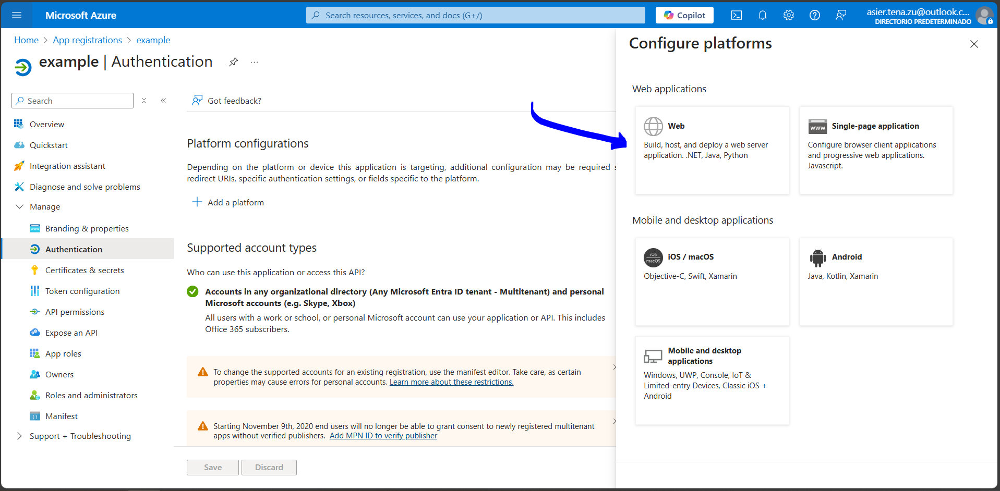 Microsoft Azure
Search resources, services, and docs (G+/)
Copilot
asier.tena.zu@outlook.c...
DIRECTORIO PREDETERMINADO
Home > App registrations > example
example | Authentication
...
Search
Overview
Quickstart
Integration assistant
Diagnose and solve problems
Manage
Branding & properties
Authentication
Certificates & secrets
Token configuration
API permissions
Expose an API
App roles
Owners
Roles and administrators
Manifest
Support + Troubleshooting
Got feedback?
Platform configurations
Depending on the platform or device this application is targeting, additional configuration may be required s
redirect URIs, specific authentication settings, or fields specific to the platform.
Add a platform
Supported account types
Who can use this application or access this API?
Accounts in any organizational directory (Any Microsoft Entra ID tenant - Multitenant) and personal
Microsoft accounts (e.g. Skype, Xbox)
All users with a work or school, or personal Microsoft account can use your application or API. This includes
Office 365 subscribers.
To change the supported accounts for an existing registration, use the manifest editor. Take care, as certain
properties may cause errors for personal accounts. Learn more about these restrictions.
Starting November 9th, 2020 end users will no longer be able to grant consent to newly registered multitenant
apps without verified publishers. Add MPN ID to verify publisher
Save
Discard
Configure platforms
Web applications
Web
Build, host, and deploy a web server
application. .NET, Java, Python
www
Single-page application
Configure browser client applications
and progressive web applications.
Javascript.
Mobile and desktop applications
iOS
macOS
iOS / macOS
Objective-C, Swift, Xamarin
Android
Java, Kotlin, Xamarin
Mobile and desktop
applications
Windows, UWP, Console, IoT &
Limited-entry Devices, Classic iOS +
Android